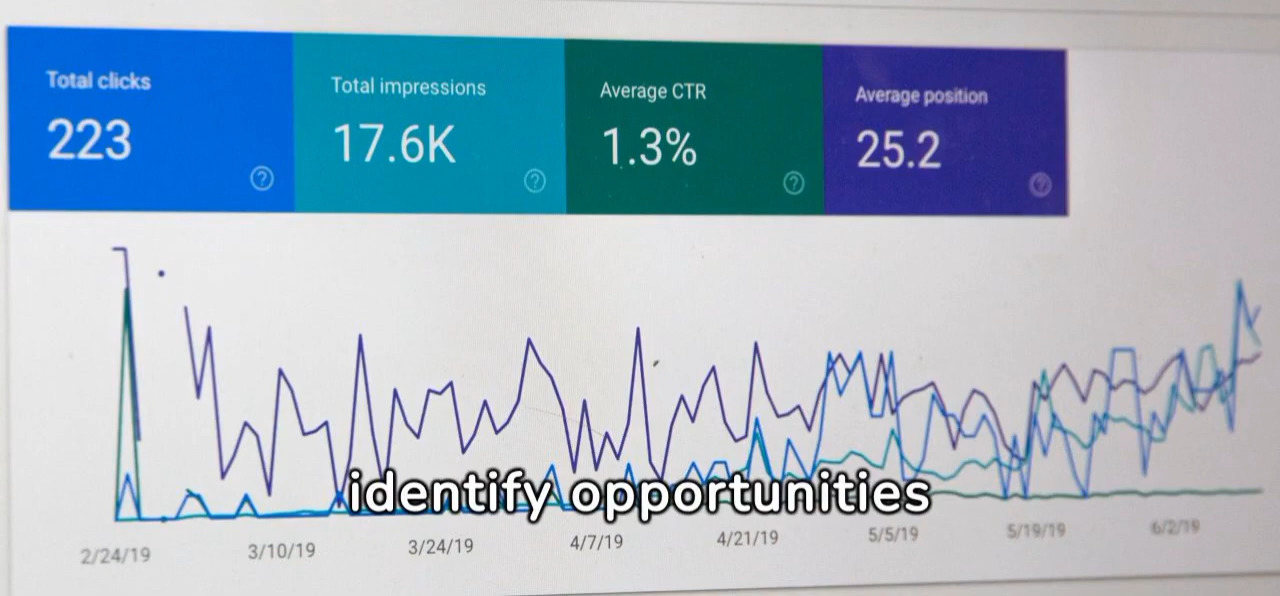 Total clicks
223
Total impressions
17.6K
Average CTR
1.3%
Average position
25.2
identify opportunities
2/24/19 3/10/19 3/24/19 4/7/19 4/21/19 5/5/19 5/19/19 6/2/19